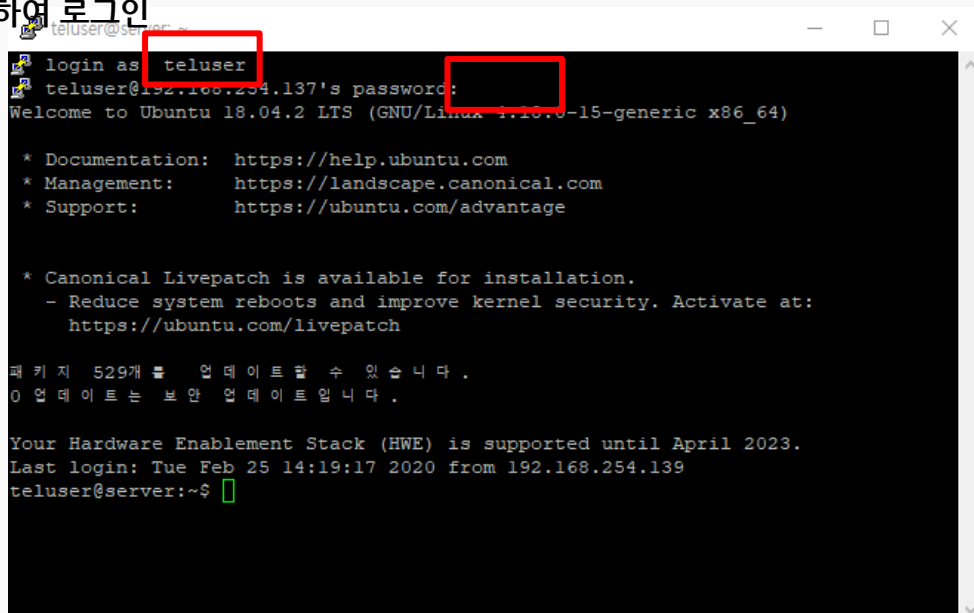 하여 로그인
teluser@server: ~
login as: teluser
teluser@192.168.254.137's password:
Welcome to Ubuntu 18.04.2 LTS (GNU/Linux 4.18.0-15-generic x86_64)
* Documentation: https://help.ubuntu.com
* Management: https://landscape.canonical.com
* Support: https://ubuntu.com/advantage
* Canonical Livepatch is available for installation.
- Reduce system reboots and improve kernel security. Activate at:
https://ubuntu.com/livepatch
패키지 529개를 업데이트할 수 있습니다.
0 업데이트는 보안 업데이트입니다.
Your Hardware Enablement Stack (HWE) is supported until April 2023.
Last login: Tue Feb 25 14:19:17 2020 from 192.168.254.139
teluser@server:~$